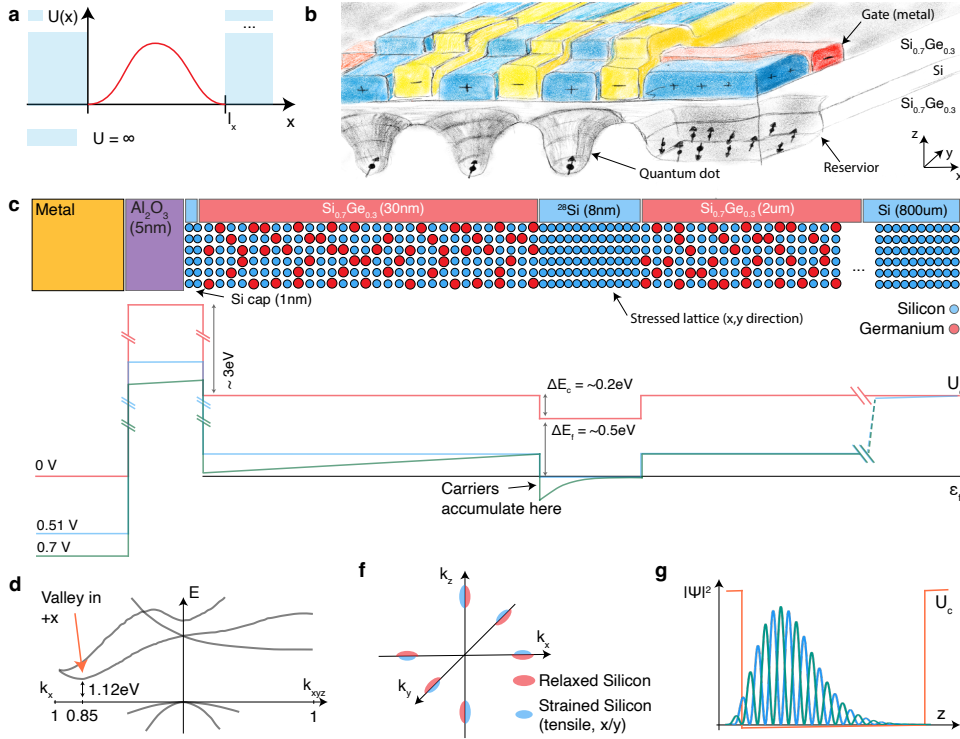 a
U(x)
...
x
l_x
U = ∞
b
Gate (metal)
Si0.7Ge0.3
Si
Si0.7Ge0.3
+ − + − + − + + + −
z
y
x
Quantum dot
Reservior
c
Metal
Al2O3
(5nm)
Si0.7Ge0.3 (30nm)
28Si (8nm)
Si0.7Ge0.3 (2um)
Si (800um)
...
Si cap (1nm)
Stressed lattice (x,y direction)
Silicon
Germanium
~ 3eV
ΔEc = ~0.2eV
ΔEf = ~0.5eV
0 V
0.51 V
0.7 V
Carriers
accumulate here
εf
d
Valley in
+x
E
1.12eV
kx
kxyz
1 0.85
1
f
kz
kx
ky
Relaxed Silicon
Strained Silicon
(tensile, x/y)
g
|Ψ|2
Uc
z